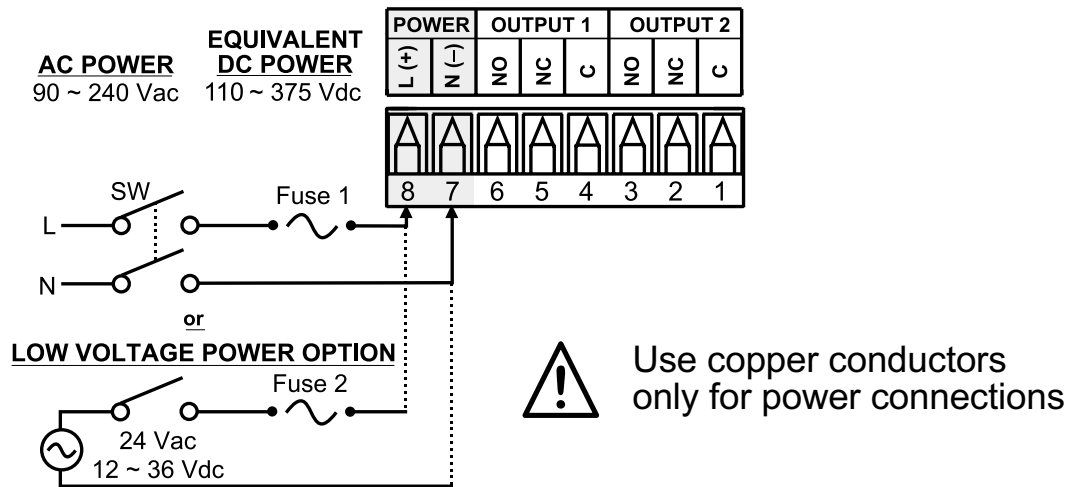 POWER OUTPUT 1 OUTPUT 2
L (+) N (–) NO NC C NO NC C
AC POWER
90 ~ 240 Vac
EQUIVALENT
DC POWER
110 ~ 375 Vdc
8 7 6 5 4 3 2 1
SW
Fuse 1
L
N
or
LOW VOLTAGE POWER OPTION
Fuse 2
24 Vac
12 ~ 36 Vdc
!
Use copper conductors
only for power connections